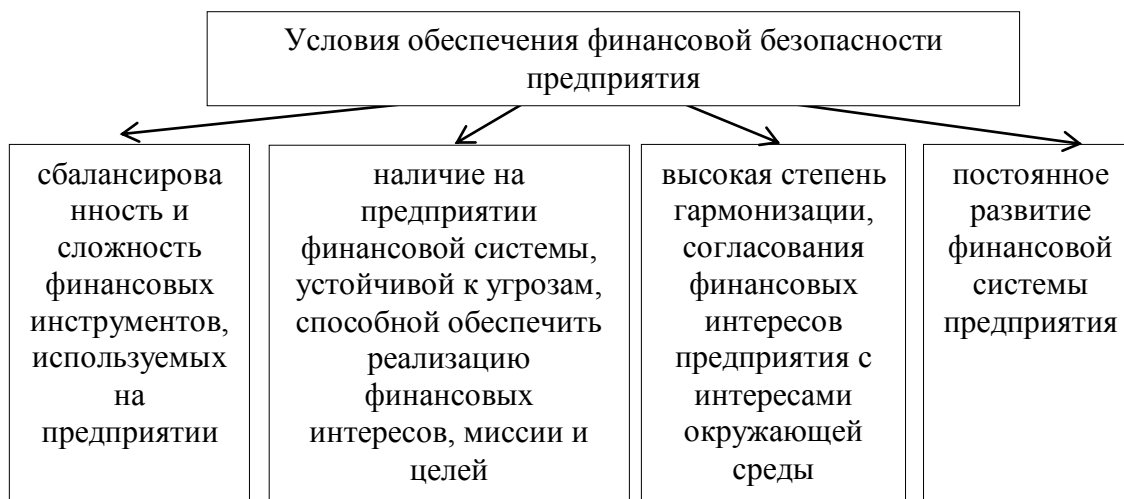 Условия обеспечения финансовой безопасности
предприятия
сбалансирова
нность и
сложность
финансовых
инструментов,
используемых
на
предприятии
наличие на
предприятии
финансовой системы,
устойчивой к угрозам,
способной обеспечить
реализацию
финансовых
интересов, миссии и
целей
высокая степень
гармонизации,
согласования
финансовых
интересов
предприятия с
интересами
окружающей
среды
постоянное
развитие
финансовой
системы
предприятия